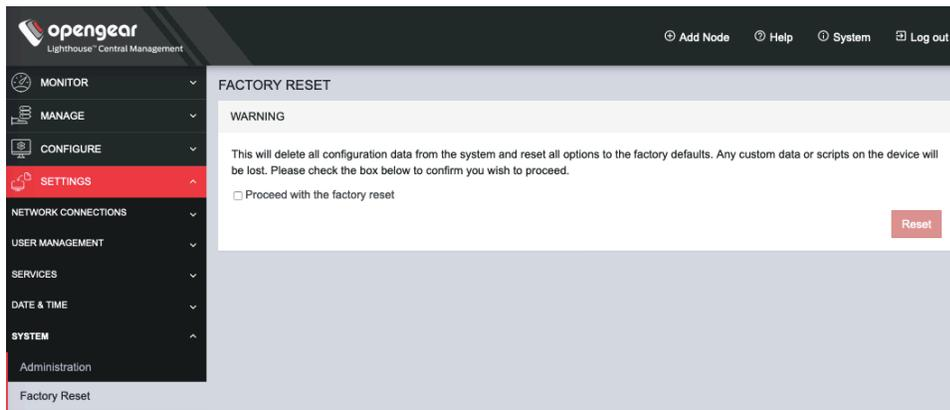 opengear
Lighthouse™ Central Management
Add Node
Help
System
Log out
MONITOR
MANAGE
CONFIGURE
SETTINGS
NETWORK CONNECTIONS
USER MANAGEMENT
SERVICES
DATE & TIME
SYSTEM
Administration
Factory Reset
FACTORY RESET
WARNING
This will delete all configuration data from the system and reset all options to the factory defaults. Any custom data or scripts on the device will
be lost. Please check the box below to confirm you wish to proceed.
Proceed with the factory reset
Reset